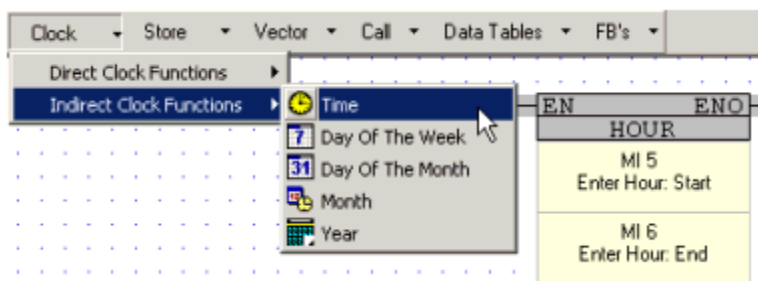 Clock Store Vector Call Data Tables FB's
Direct Clock Functions
Indirect Clock Functions
Time
7 Day Of The Week
31 Day Of The Month
Month
Year
EN ENO
HOUR
MI 5
Enter Hour: Start
MI 6
Enter Hour: End